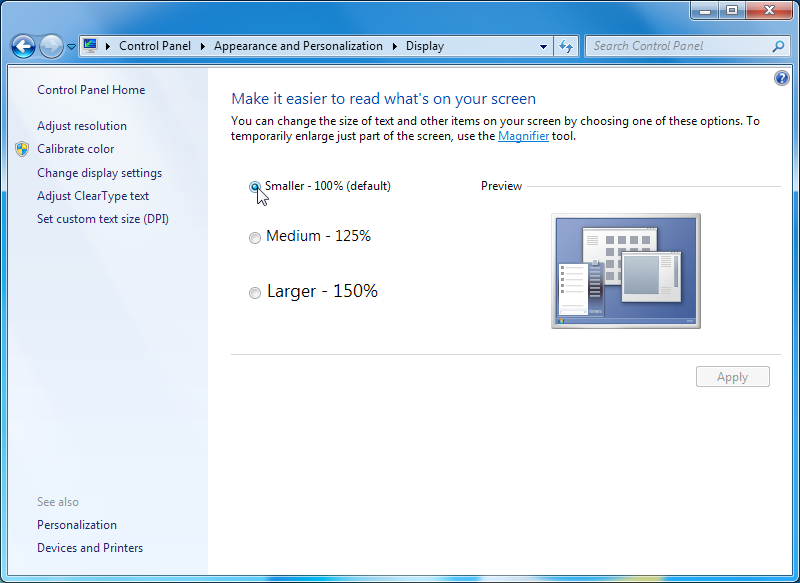 Control Panel Appearance and Personalization Display
Search Control Panel
Control Panel Home
Adjust resolution
Calibrate color
Change display settings
Adjust ClearType text
Set custom text size (DPI)
See also
Personalization
Devices and Printers
Make it easier to read what's on your screen
You can change the size of text and other items on your screen by choosing one of these options. To
temporarily enlarge just part of the screen, use the Magnifier tool.
Smaller - 100% (default)
Medium - 125%
Larger - 150%
Preview
Apply